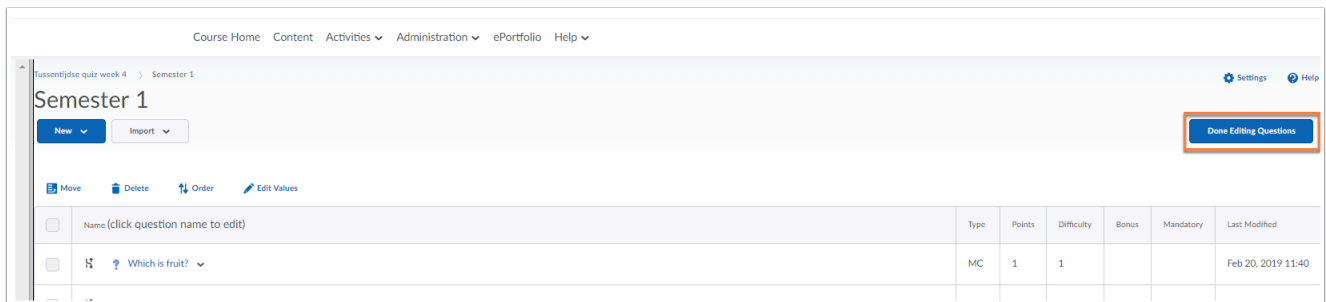 Course Home Content Activities Administration ePortfolio Help
Tussentijdse quiz week 4 > Semester 1
Settings Help
Semester 1
New Import Done Editing Questions
Move Delete Order Edit Values
Name (click question name to edit) Type Points Difficulty Bonus Mandatory Last Modified
Which is fruit? MC 1 1 Feb 20, 2019 11:40